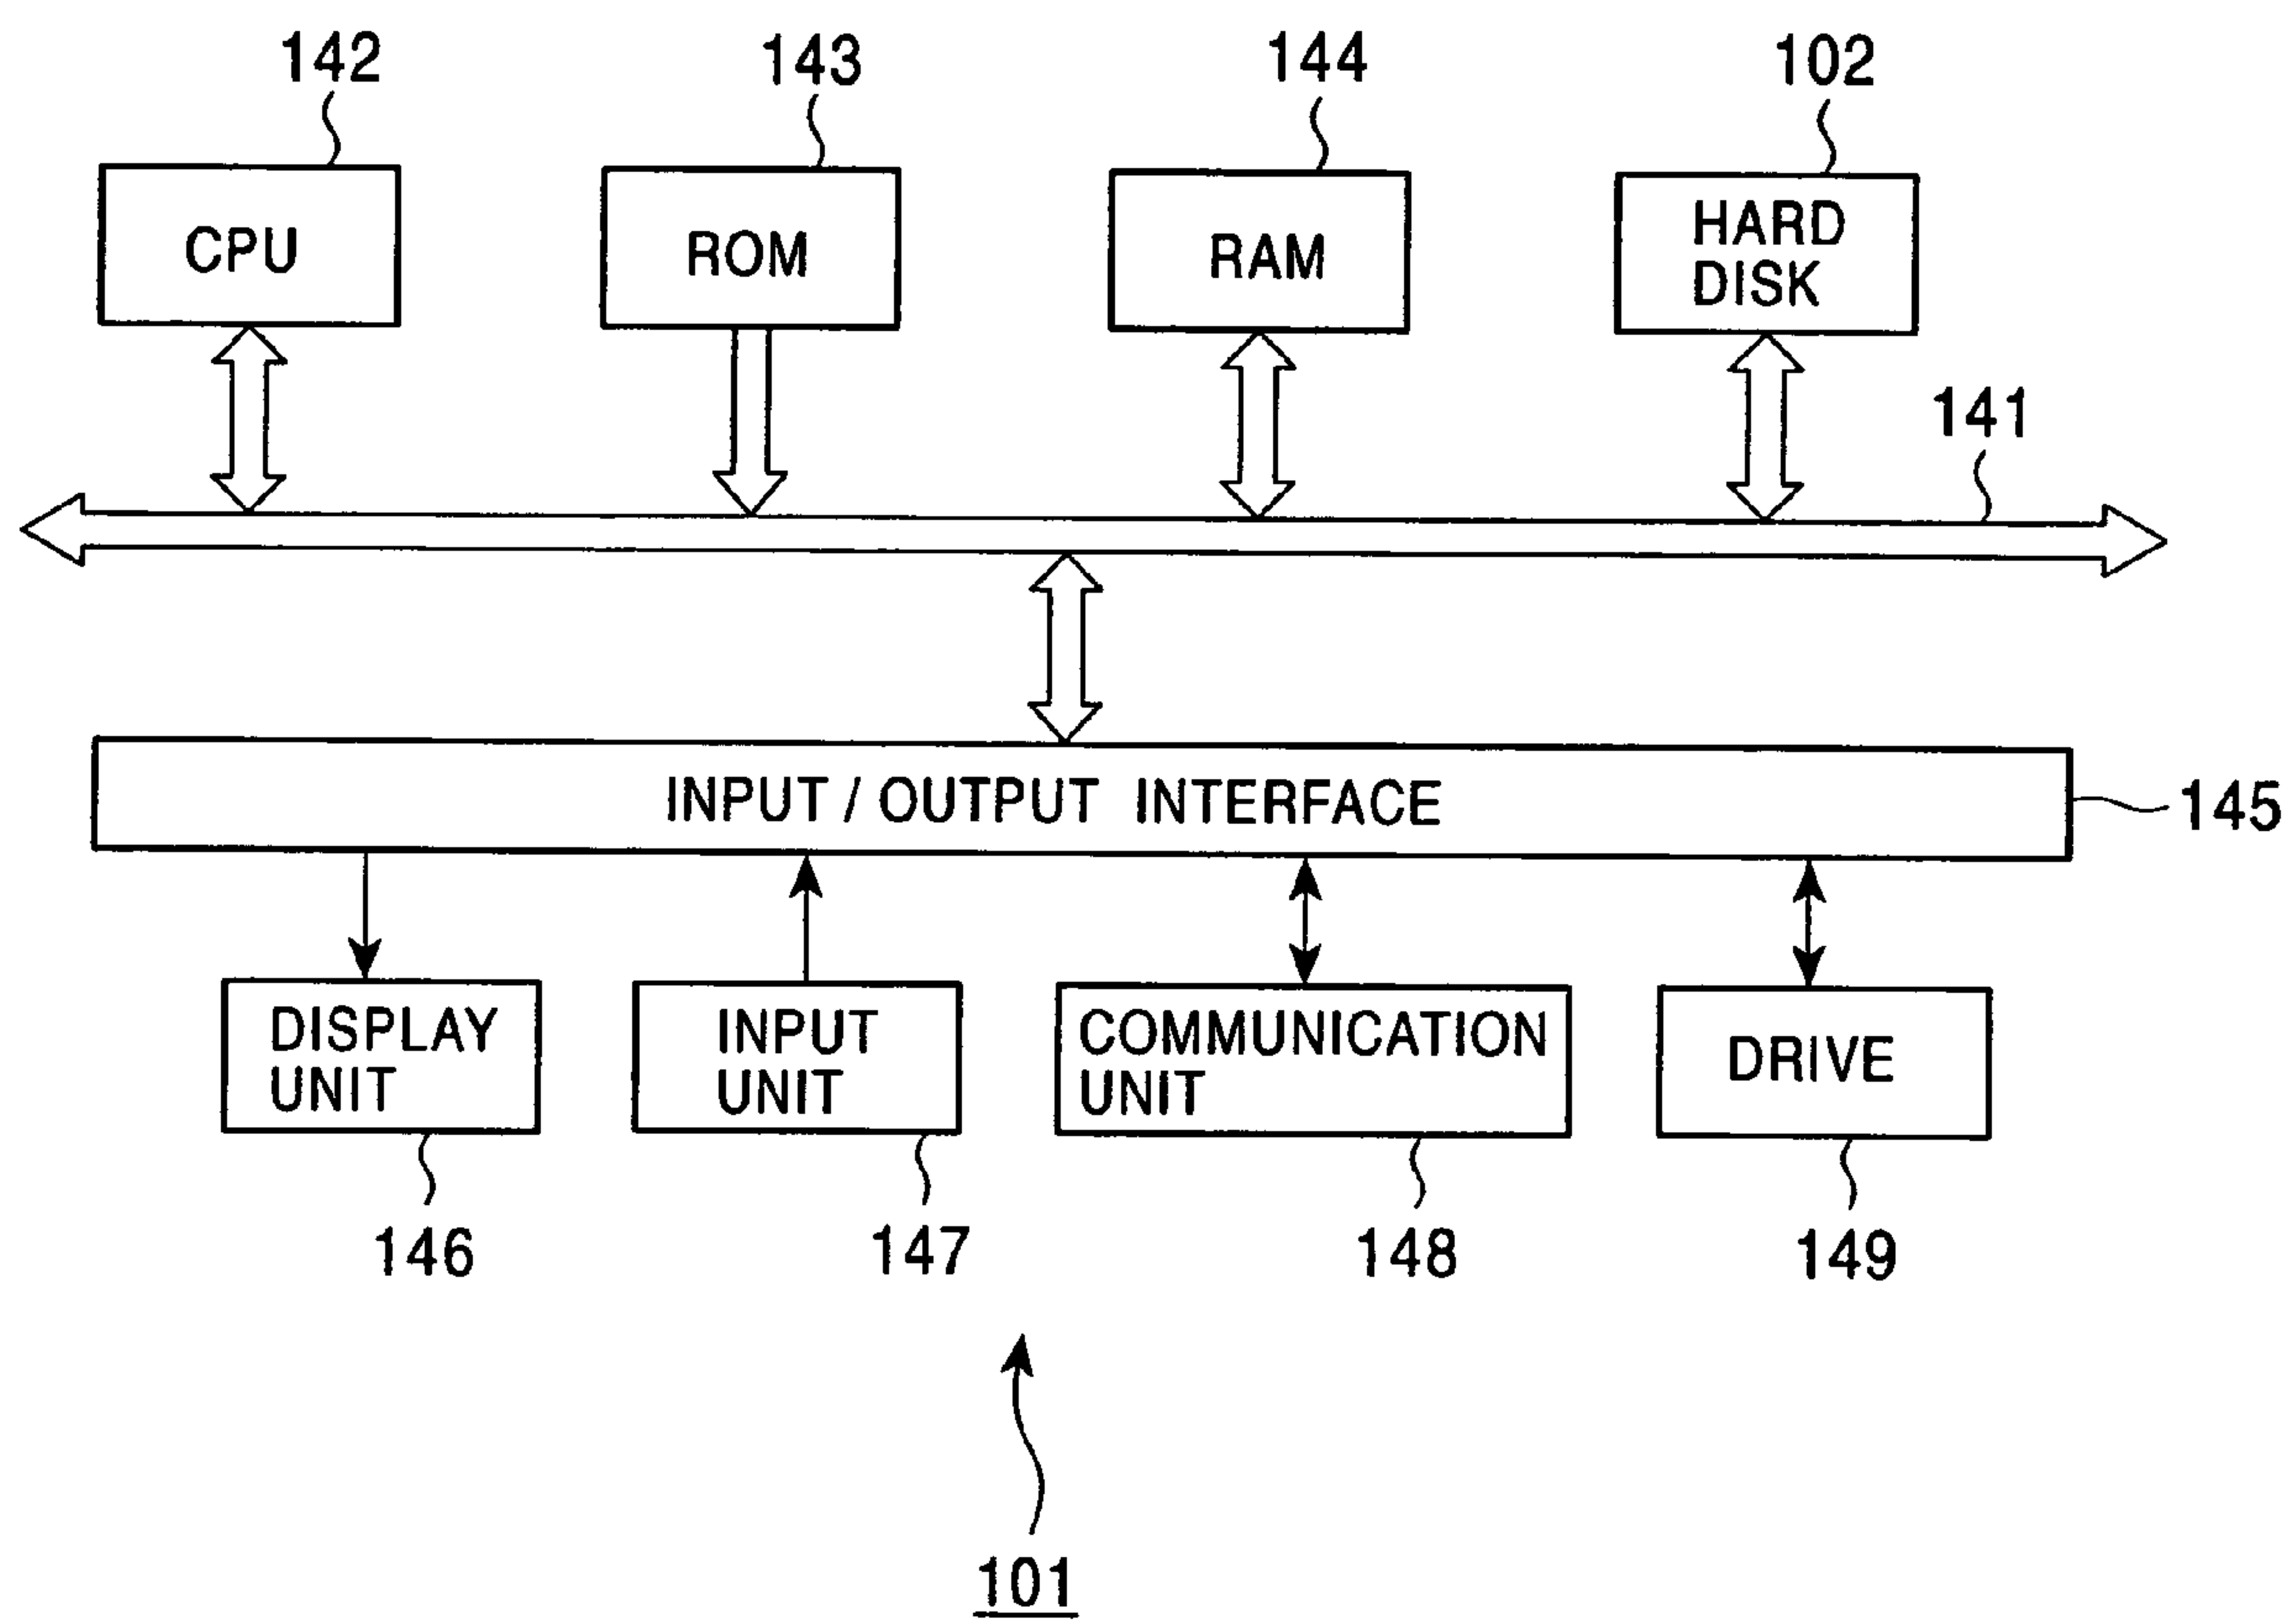 142
143
144
102
CPU
ROM
RAM
HARD
DISK
141
INPUT / OUTPUT INTERFACE
145
DISPLAY
UNIT
INPUT
UNIT
COMMUNICATION
UNIT
DRIVE
146
147
148
149
101